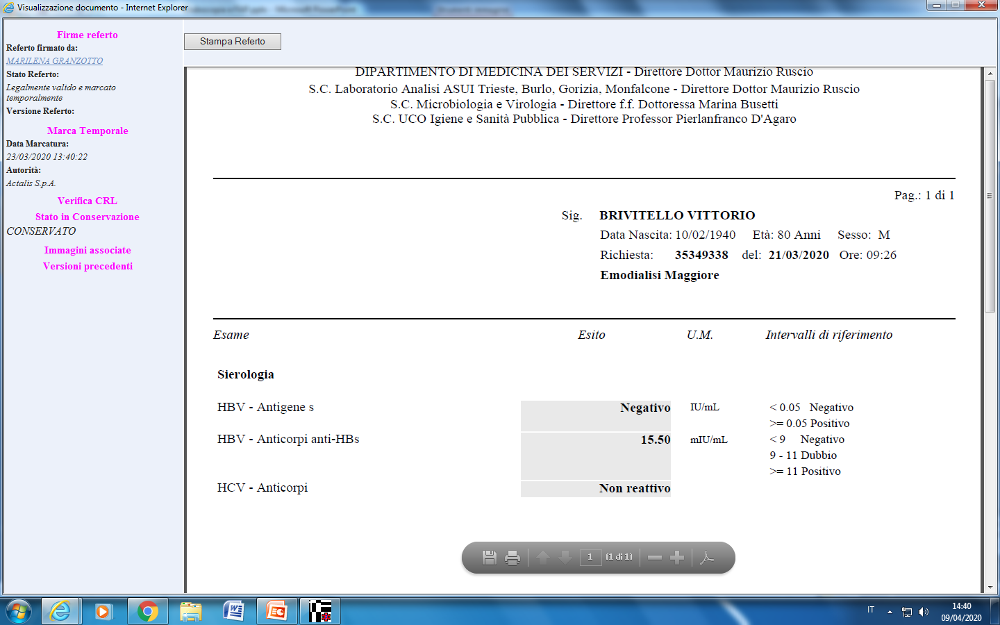 Visualizzazione documento - Internet Explorer
Firme referto
Referto firmato da:
MARILENA GRANZOTTO
Stato Referto:
Legalmente valido e marcato
temporalmente
Versione Referto:
Marca Temporale
Data Marcatura:
23/03/2020 13:40:22
Autorità:
Actalis S.p.A.
Verifica CRL
Stato in Conservazione
CONSERVATO
Immagini associate
Versioni precedenti
Stampa Referto
DIPARTIMENTO DI MEDICINA DEI SERVIZI - Direttore Dottor Maurizio Ruscio
S.C. Laboratorio Analisi ASUI Trieste, Burlo, Gorizia, Monfalcone - Direttore Dottor Maurizio Ruscio
S.C. Microbiologia e Virologia - Direttore f.f. Dottoressa Marina Busetti
S.C. UCO Igiene e Sanità Pubblica - Direttore Professor Pierlanfranco D'Agaro
Pag.: 1 di 1
Sig. BRIVITELLO VITTORIO
Data Nascita: 10/02/1940 Età: 80 Anni Sesso: M
Richiesta: 35349338 del: 21/03/2020 Ore: 09:26
Emodialisi Maggiore
Esame Esito U.M. Intervalli di riferimento
Sierologia
HBV - Antigene s Negativo IU/mL < 0.05 Negativo
>= 0.05 Positivo
HBV - Anticorpi anti-HBs 15.50 mIU/mL < 9 Negativo
9 - 11 Dubbio
>= 11 Positivo
HCV - Anticorpi Non reattivo
1 (1 di 1)
IT
14:40
09/04/2020